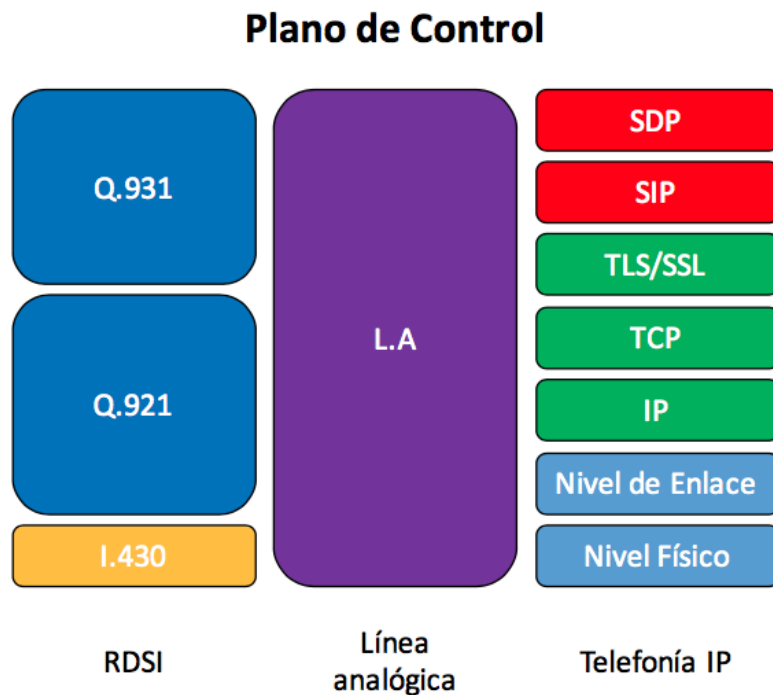 Plano de Control
Q.931
Q.921
I.430
RDSI
L.A
Línea
analógica
SDP
SIP
TLS/SSL
TCP
IP
Nivel de Enlace
Nivel Físico
Telefonía IP